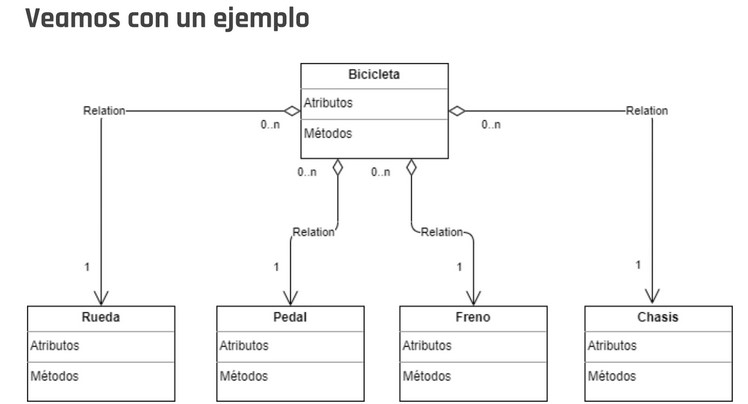 Veamos con un ejemplo
Bicicleta
Atributos
Métodos
Relation
0..n
0..n
Relation
0..n
0..n
Relation
Relation
1
1
1
1
Rueda
Atributos
Métodos
Pedal
Atributos
Métodos
Freno
Atributos
Métodos
Chasis
Atributos
Métodos